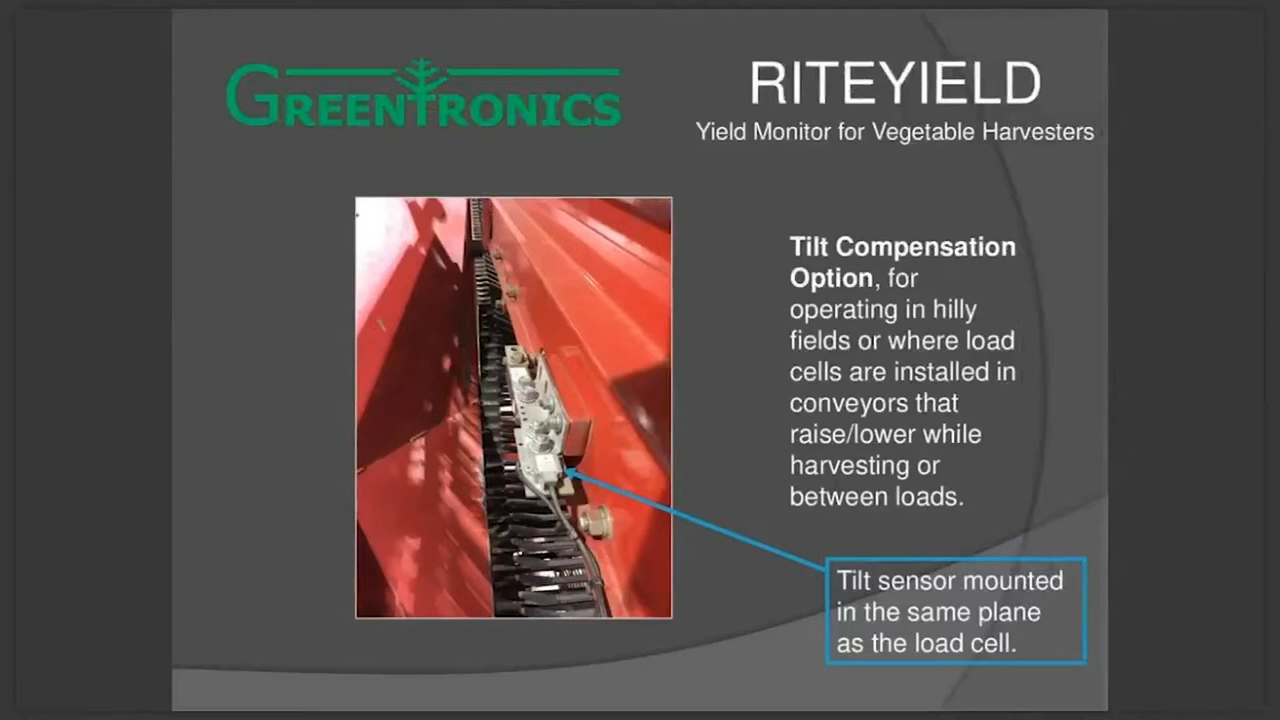 GREENTRONICS
RITEYIELD
Yield Monitor for Vegetable Harvesters
Tilt Compensation
Option, for
operating in hilly
fields or where load
cells are installed in
conveyors that
raise/lower while
harvesting or
between loads.
Tilt sensor mounted
in the same plane
as the load cell.